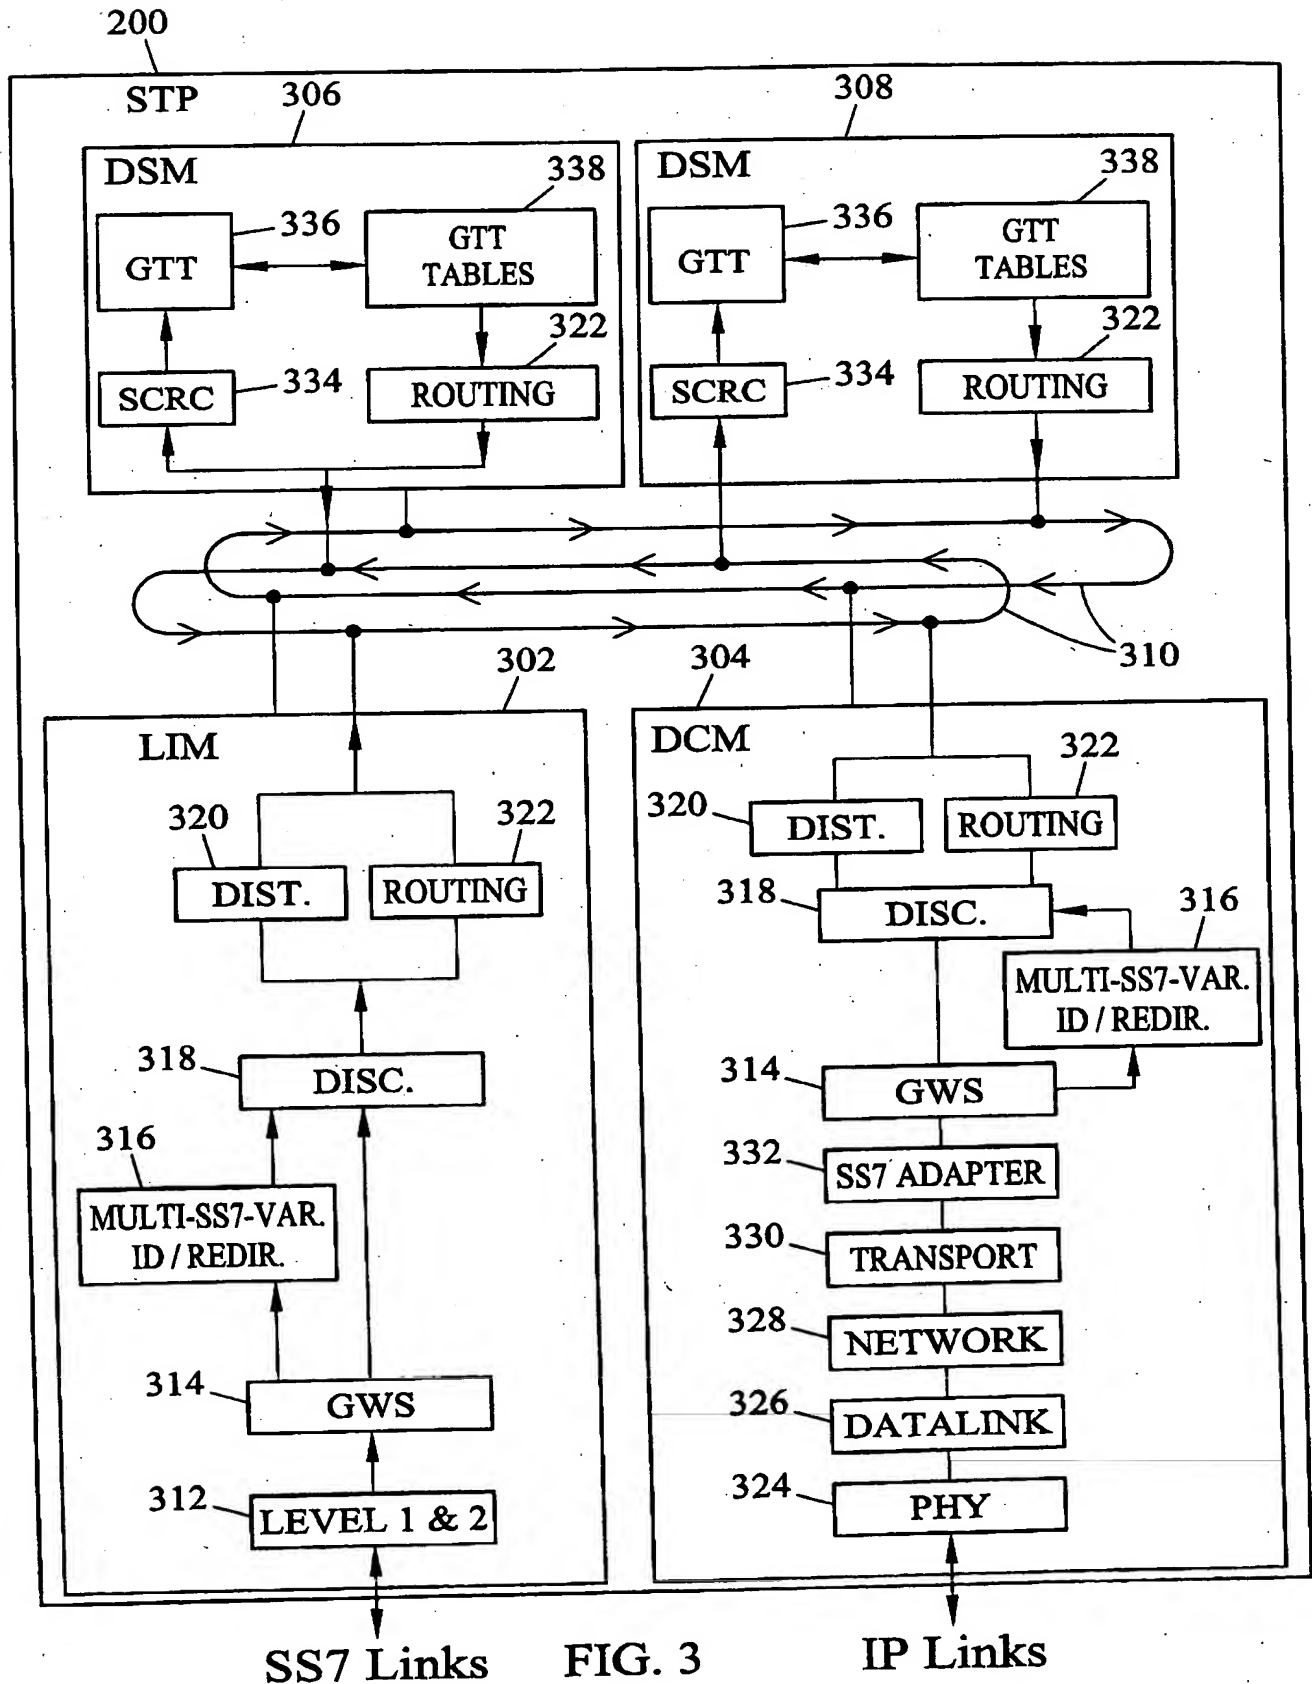 200
STP
306
308
DSM
338
336
GTT
GTT
TABLES
322
334
SCRC
ROUTING
DSM
338
336
GTT
GTT
TABLES
322
334
SCRC
ROUTING
310
302
LIM
320
322
DIST.
ROUTING
318
DISC.
316
MULTI-SS7-VAR.
ID / REDIR.
314
GWS
312
LEVEL 1 & 2
SS7 Links
304
DCM
322
320
DIST.
ROUTING
318
DISC.
316
MULTI-SS7-VAR.
ID / REDIR.
314
GWS
332
SS7 ADAPTER
330
TRANSPORT
328
NETWORK
326
DATALINK
324
PHY
IP Links
FIG. 3